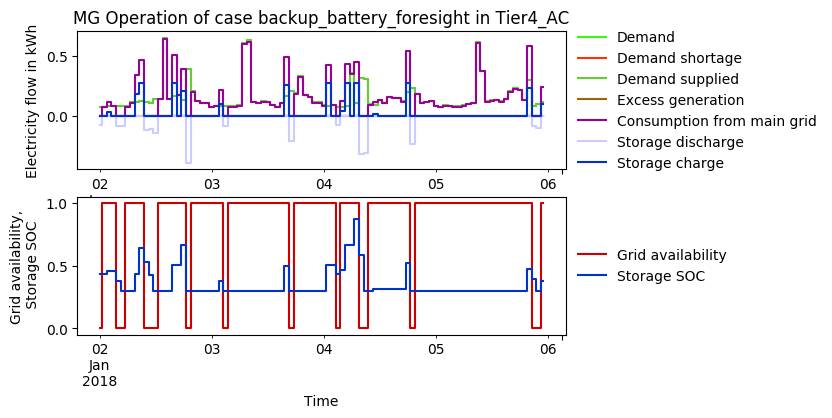 MG Operation of case backup_battery_foresight in Tier4_AC
Electricity flow in kWh
0.5
0.0
02
03
04
05
06
Demand
Demand shortage
Demand supplied
Excess generation
Consumption from main grid
Storage discharge
Storage charge
Grid availability,
Storage SOC
1.0
0.5
0.0
02
03
04
05
06
Jan
2018
Time
Grid availability
Storage SOC